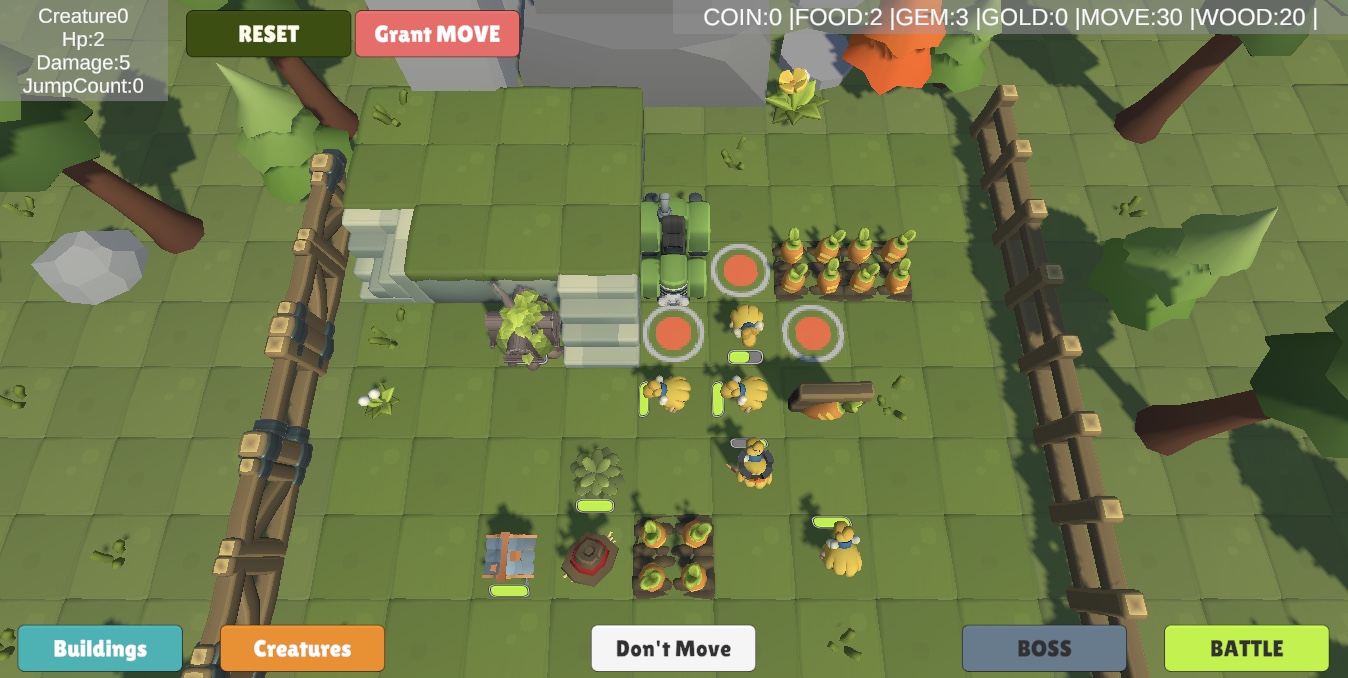 Creature0
Hp:2
Damage:5
JumpCount:0
RESET
Grant MOVE
COIN:0 |FOOD:2 |GEM:3 |GOLD:0 |MOVE:30 |WOOD:20 |
Buildings
Creatures
Don't Move
BOSS
BATTLE